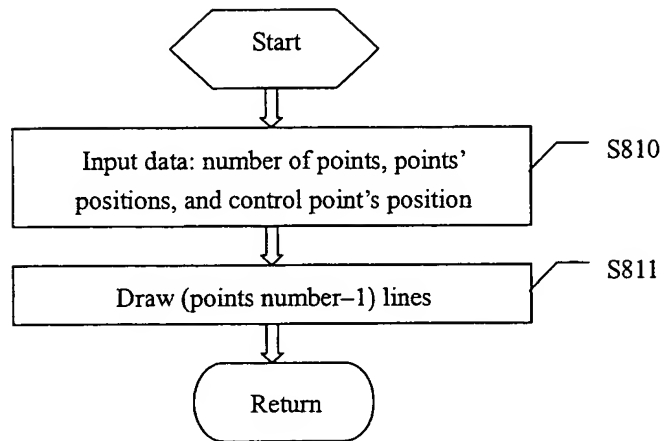 Start
Input data: number of points, points’
positions, and control point’s position
S810
Draw (points number–1) lines
S811
Return